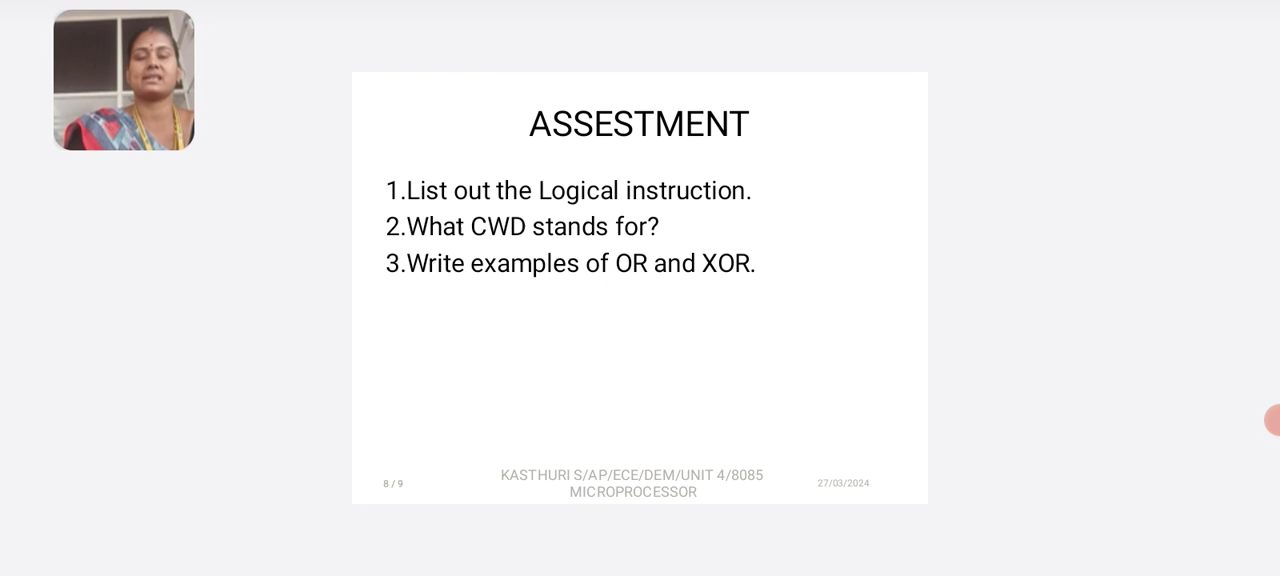 ASSESTMENT
1.List out the Logical instruction.
2.What CWD stands for?
3.Write examples of OR and XOR.
8 / 9
KASTHURI S/AP/ECE/DEM/UNIT 4/8085
MICROPROCESSOR
27/03/2024